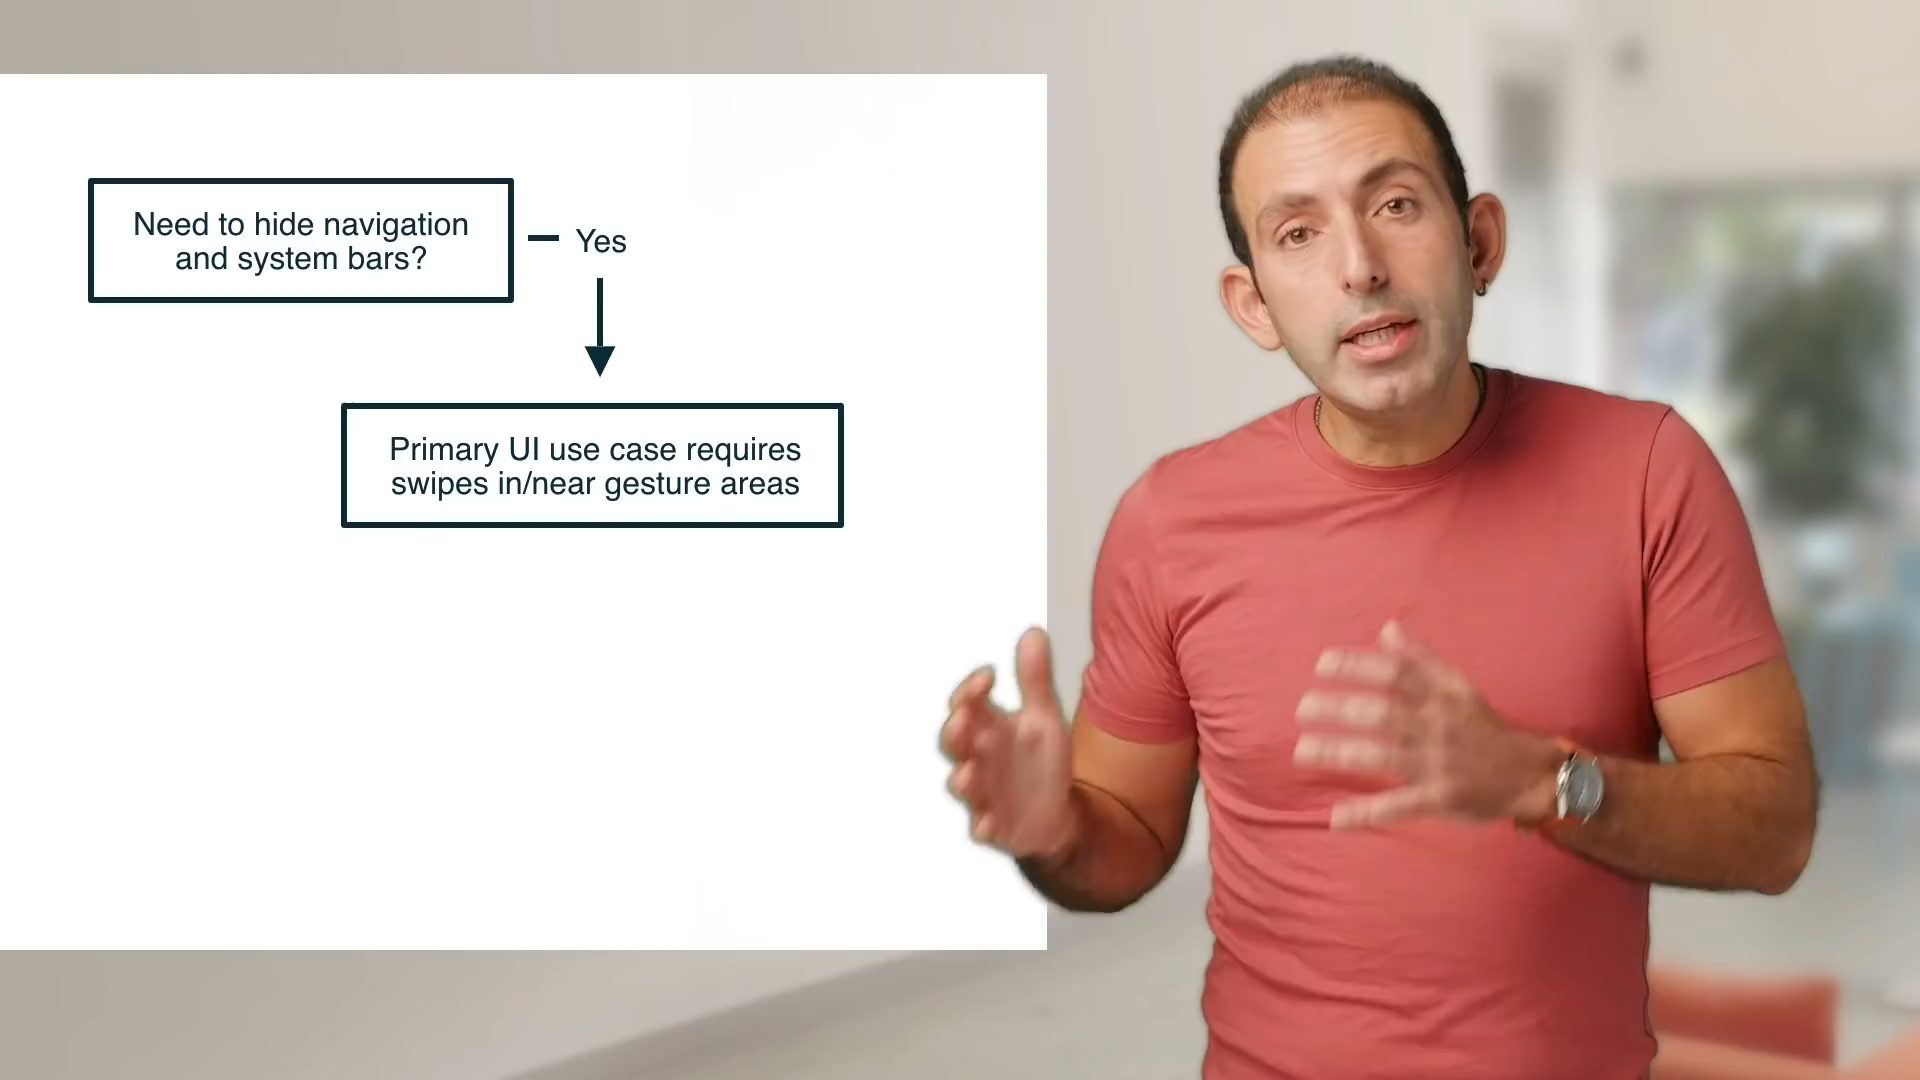 Need to hide navigation
and system bars?
Yes
Primary UI use case requires
swipes in/near gesture areas